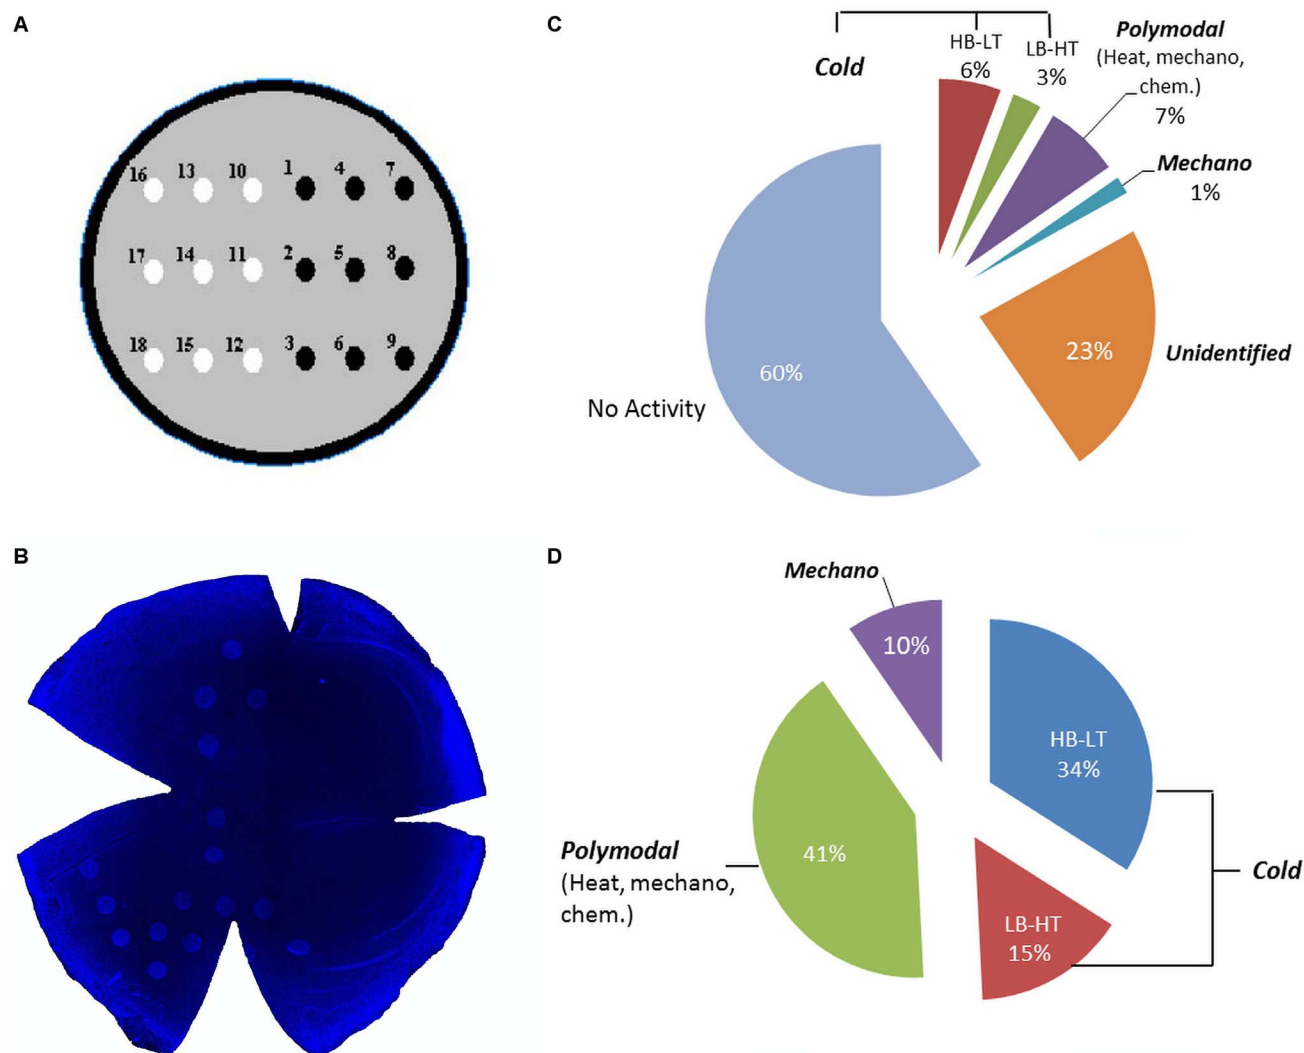 A
16 13 10 1 4 7
17 14 11 2 5 8
18 15 12 3 6 9
B
C
Cold
HB-LT
6%
LB-HT
3%
Polymodal
(Heat, mechano,
chem.)
7%
Mechano
1%
23%
Unidentified
60%
No Activity
D
Mechano
10%
HB-LT
34%
Cold
LB-HT
15%
41%
Polymodal
(Heat, mechano,
chem.)